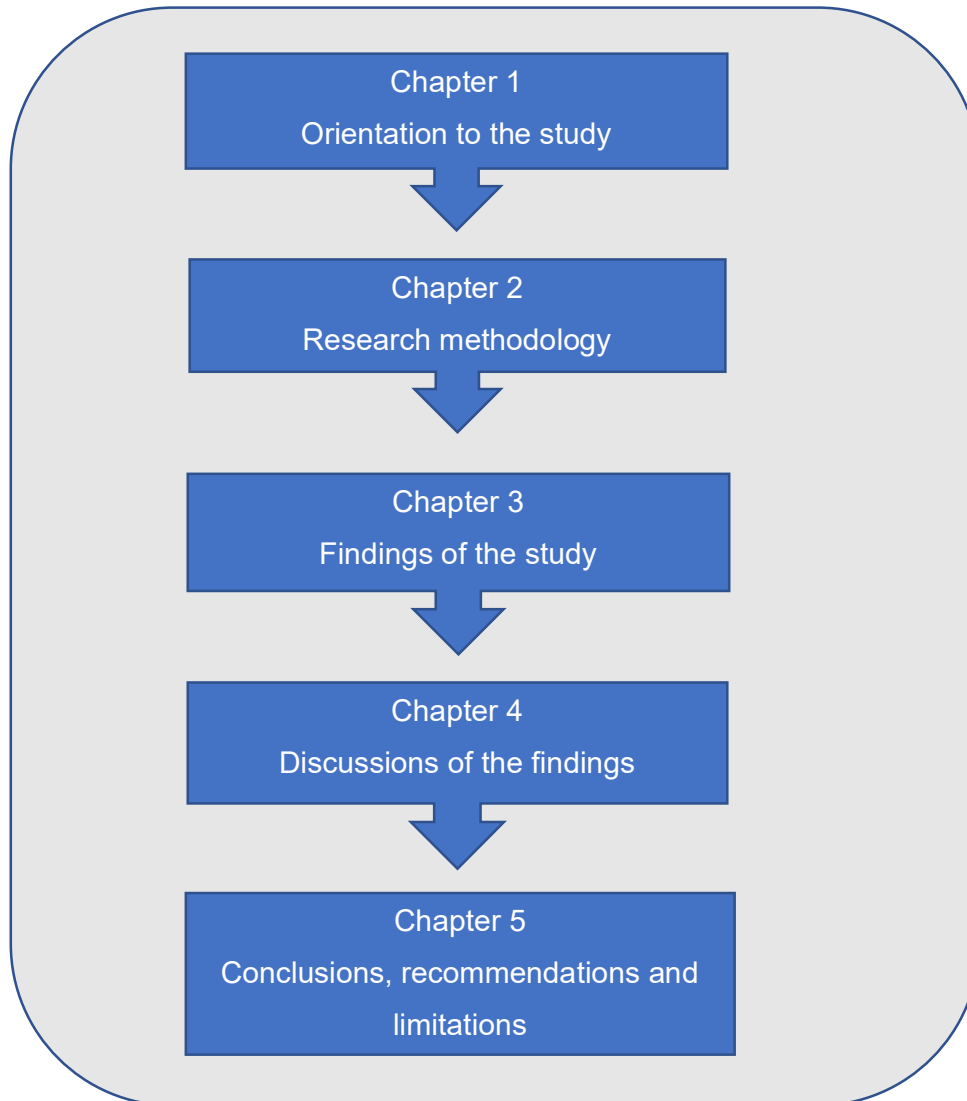 Chapter 1
Orientation to the study
Chapter 2
Research methodology
Chapter 3
Findings of the study
Chapter 4
Discussions of the findings
Chapter 5
Conclusions, recommendations and
limitations